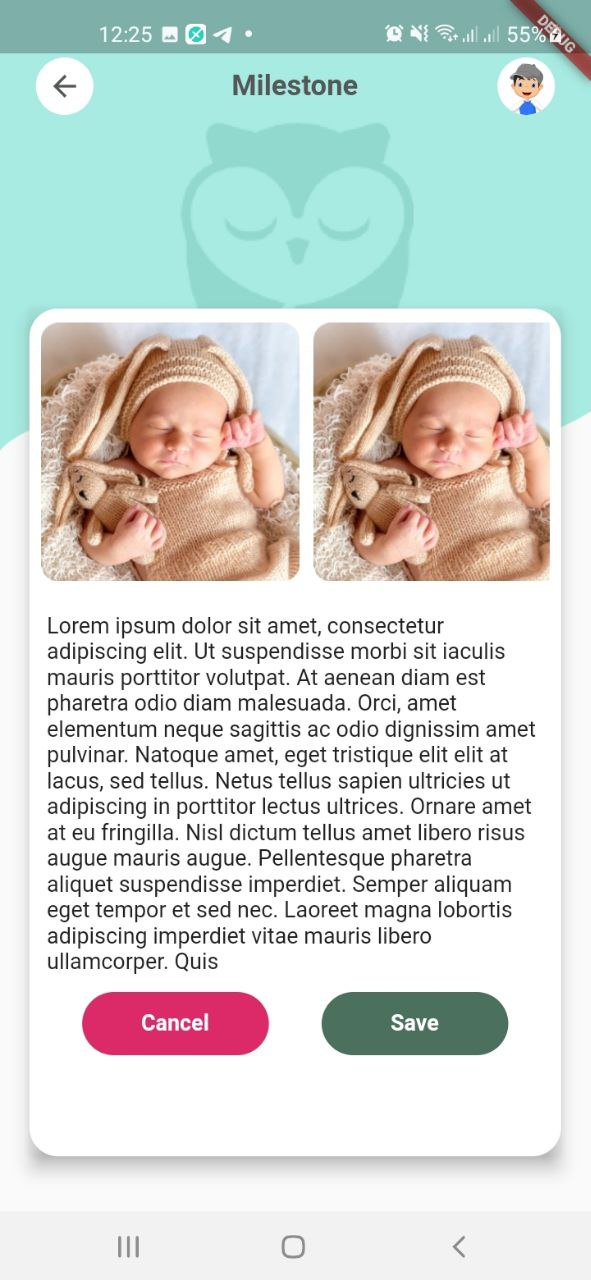 12:25
55%
DEBUG
Milestone
Lorem ipsum dolor sit amet, consectetur
adipiscing elit. Ut suspendisse morbi sit iaculis
mauris porttitor volutpat. At aenean diam est
pharetra odio diam malesuada. Orci, amet
elementum neque sagittis ac odio dignissim amet
pulvinar. Natoque amet, eget tristique elit elit at
lacus, sed tellus. Netus tellus sapien ultricies ut
adipiscing in porttitor lectus ultrices. Ornare amet
at eu fringilla. Nisl dictum tellus amet libero risus
augue mauris augue. Pellentesque pharetra
aliquet suspendisse imperdiet. Semper aliquam
eget tempor et sed nec. Laoreet magna lobortis
adipiscing imperdiet vitae mauris libero
ullamcorper. Quis
Cancel
Save